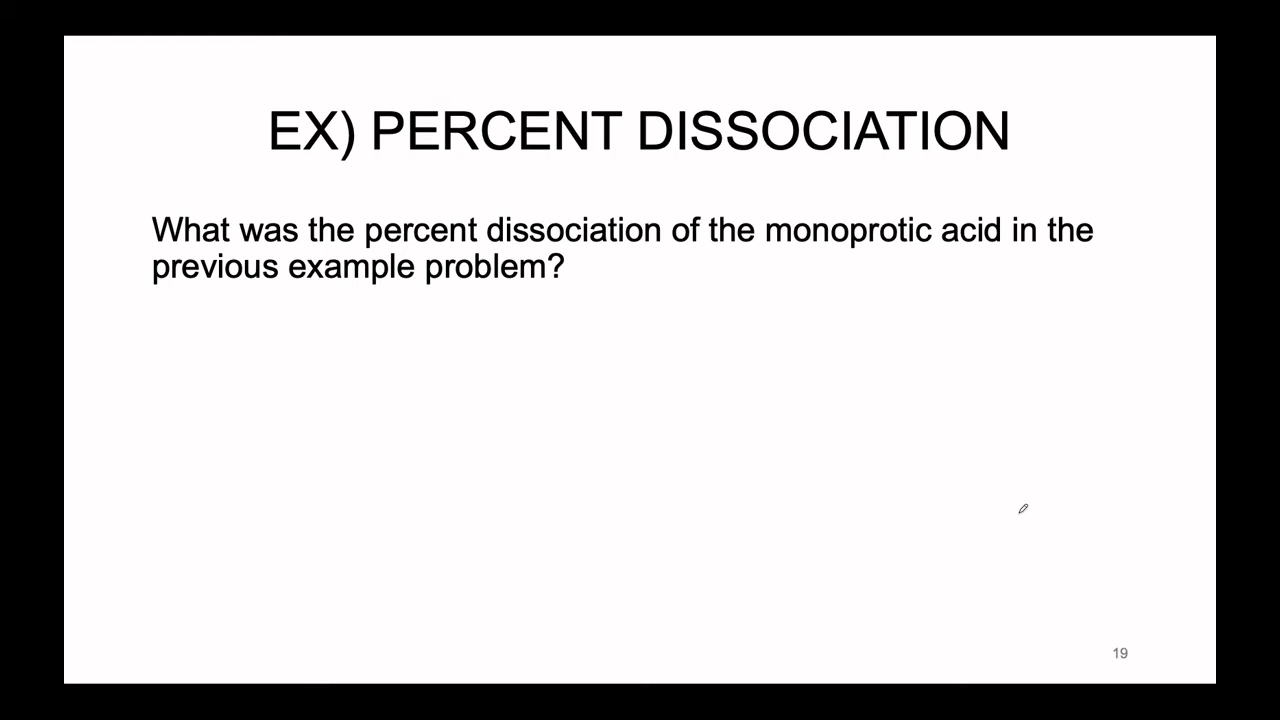 EX) PERCENT DISSOCIATION
What was the percent dissociation of the monoprotic acid in the
previous example problem?
19